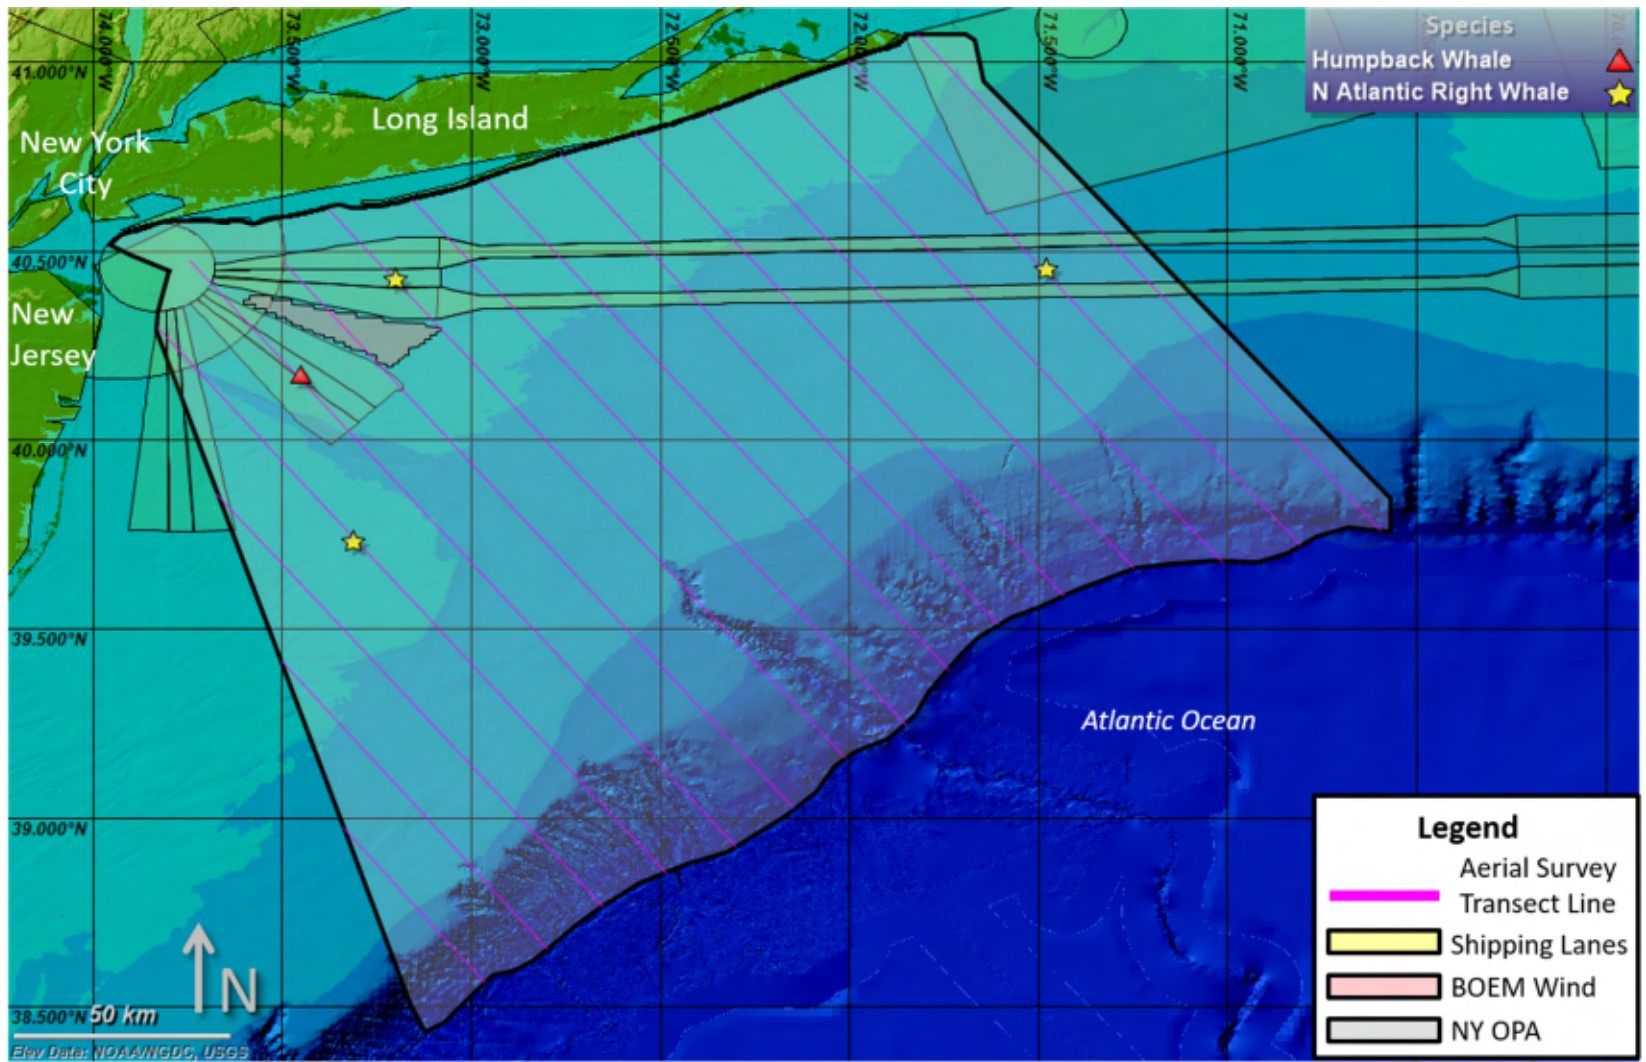 74.000°W
73.500°W
73.000°W
72.500°W
72.000°W
71.500°W
71.000°W
Species
Humpback Whale
N Atlantic Right Whale
41.000°N
Long Island
New York
City
40.500°N
New
Jersey
40.000°N
39.500°N
Atlantic Ocean
39.000°N
Legend
Aerial Survey
Transect Line
Shipping Lanes
BOEM Wind
NY OPA
N
38.500°N
50 km
Elev Data: NOAA/NGDC, USGS